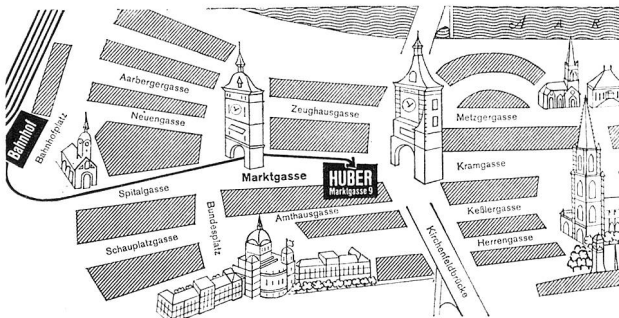 A A R
Aarbergergasse
Neuengasse
Zeughausgasse
Metzgergasse
Bahnhof
Bahnhofplatz
Spitalgasse
Marktgasse
HUBER
Marktgasse 9
Kramgasse
Keßlergasse
Herrengasse
Amthausgasse
Schauplatzgasse
Bundesplatz
Kirchenfeldbrücke